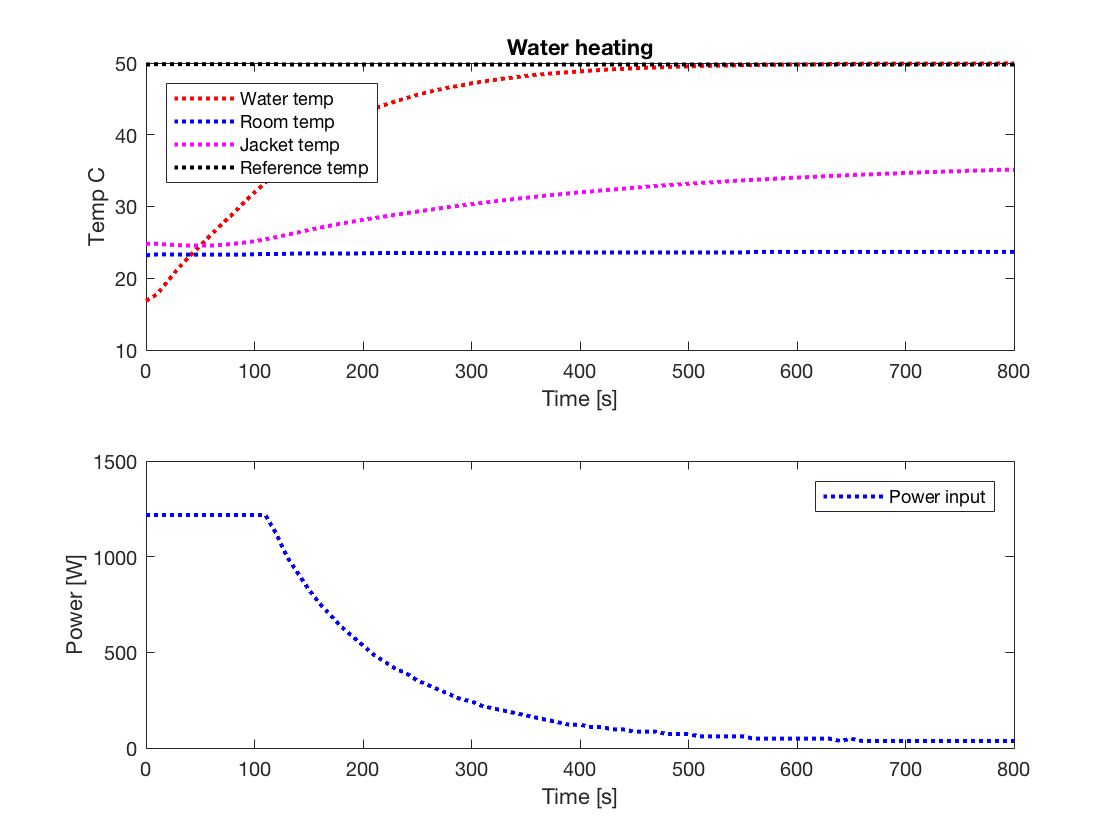 Water heating
50
40
30
20
10
Temp C
Water temp
Room temp
Jacket temp
Reference temp
0 100 200 300 400 500 600 700 800
Time [s]
1500
1000
500
0
Power [W]
Power input
0 100 200 300 400 500 600 700 800
Time [s]